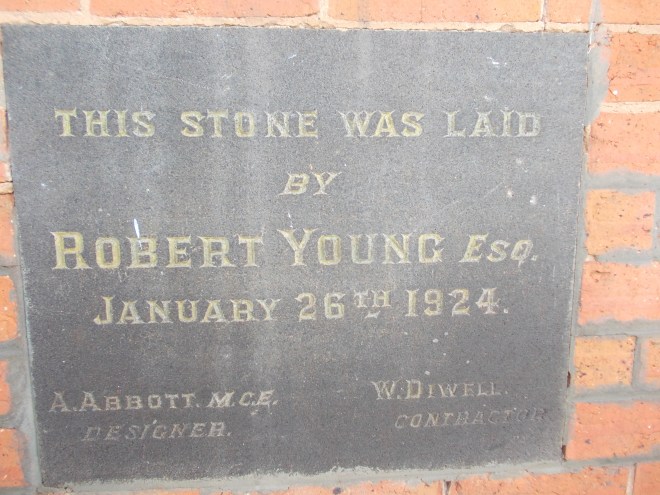 THIS STONE WAS LAID
BY
ROBERT YOUNG ESQ.
JANUARY 26TH 1924.
A. ABBOTT. M.C.E.
DESIGNER.
W. DIWELL.
CONTRACTOR